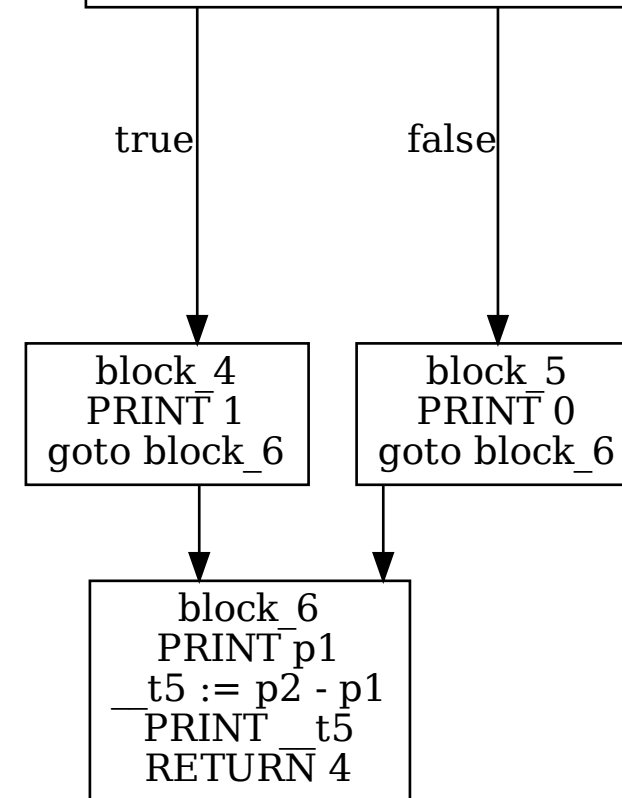 true
false
block_4
PRINT 1
goto block_6
block_5
PRINT 0
goto block_6
block_6
PRINT p1
__t5 := p2 - p1
PRINT __t5
RETURN 4